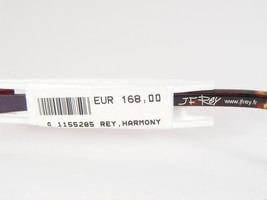 EUR 168,00
0 1155285 REY,HARMONY
J.F. Rey www.jfrey.fr